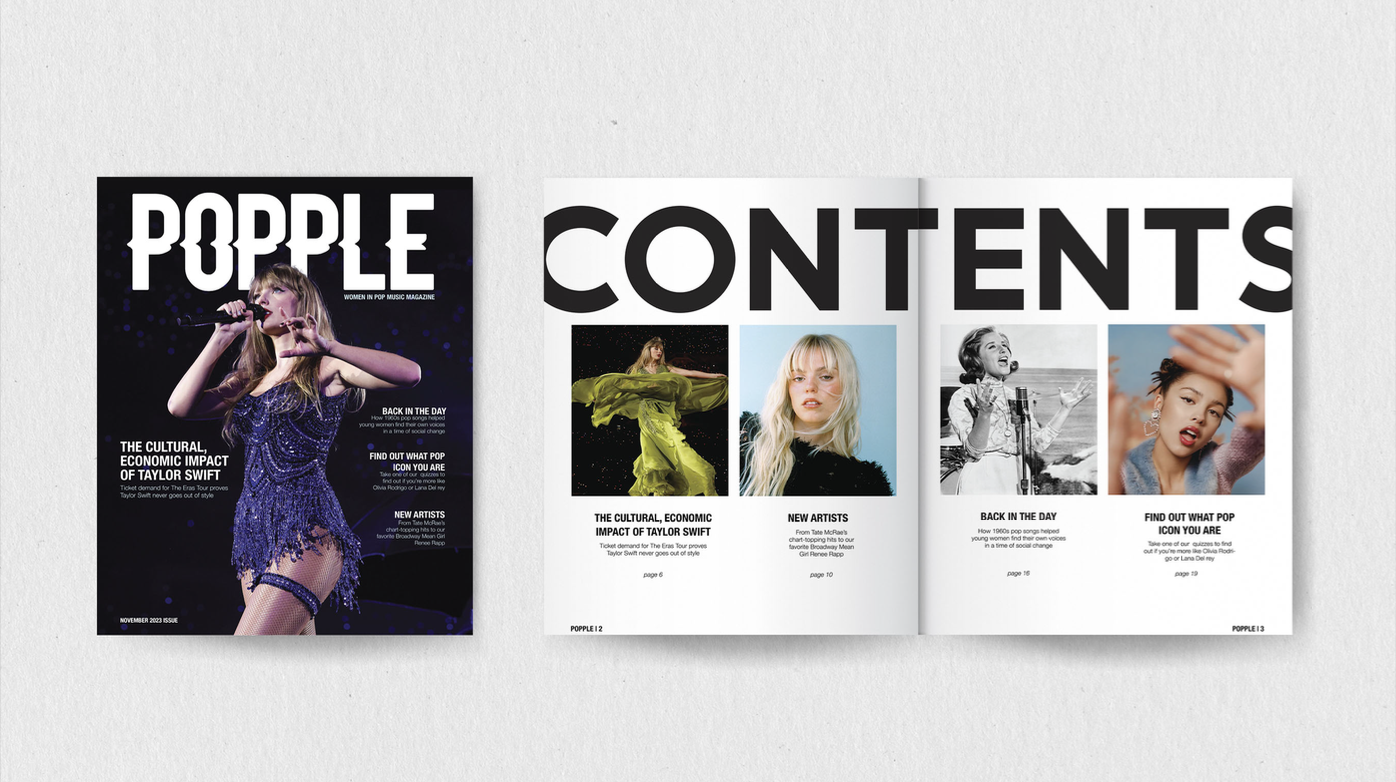 POPPLE
WOMEN IN POP MUSIC MAGAZINE
THE CULTURAL,
ECONOMIC IMPACT
OF TAYLOR SWIFT
Ticket demand for The Eras Tour proves
Taylor Swift never goes out of style
BACK IN THE DAY
How 1960s pop songs helped
young women find their own voices
in a time of social change
FIND OUT WHAT POP
ICON YOU ARE
Take one of our quizzes to
find out if you're more like
Olivia Rodrigo or Lana Del rey
NEW ARTISTS
From Tate McRae's
chart-topping hits to our
favorite Broadway Mean Girl
Renee Rapp
NOVEMBER 2023 ISSUE
CONTENTS
THE CULTURAL, ECONOMIC
IMPACT OF TAYLOR SWIFT
Ticket demand for The Eras Tour proves
Taylor Swift never goes out of style
page 6
NEW ARTISTS
From Tate McRae's
chart-topping hits to our
favorite Broadway Mean
Girl Renee Rapp
page 10
BACK IN THE DAY
How 1960s pop songs helped
young women find their own voices
in a time of social change
page 16
FIND OUT WHAT POP
ICON YOU ARE
Take one of our quizzes to find
out if you're more like Olivia Rodri-
go or Lana Del rey
page 19
POPPLE | 2
POPPLE | 3